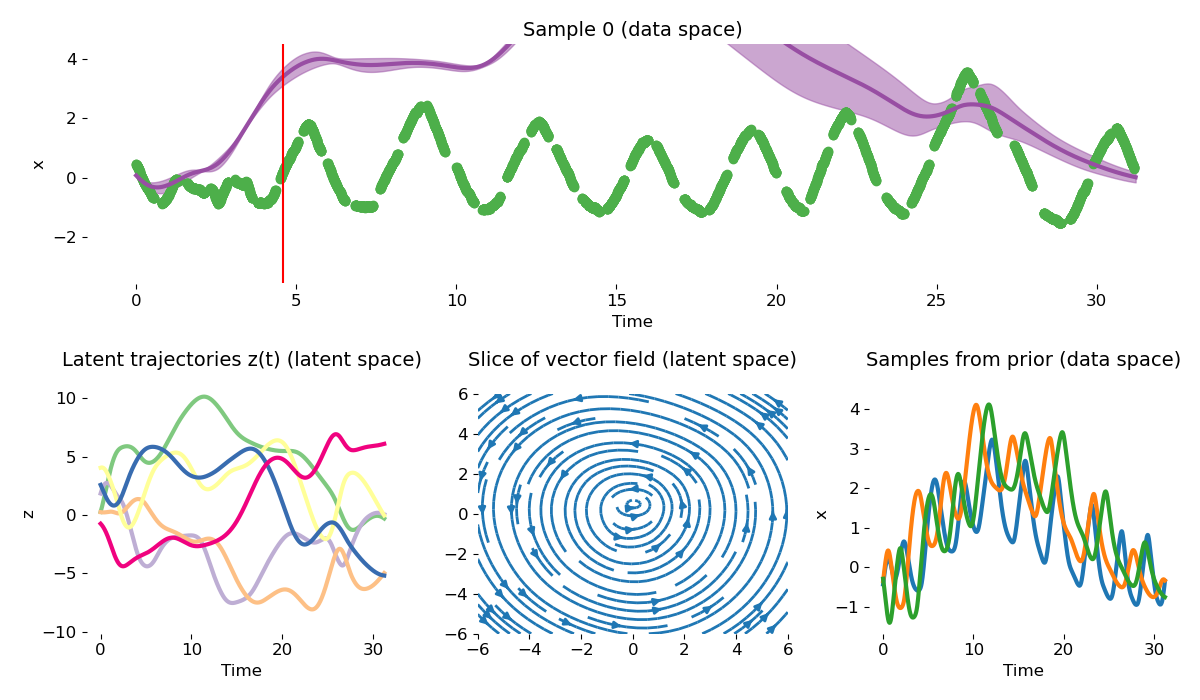 Sample 0 (data space)
4
2
0
−2
x
0 5 10 15 20 25 30
Time
Latent trajectories z(t) (latent space)
10
5
0
−5
−10
z
0 10 20 30
Time
Slice of vector field (latent space)
6
4
2
0
−2
−4
−6
−6 −4 −2 0 2 4 6
Samples from prior (data space)
4
3
2
1
0
−1
x
0 10 20 30
Time